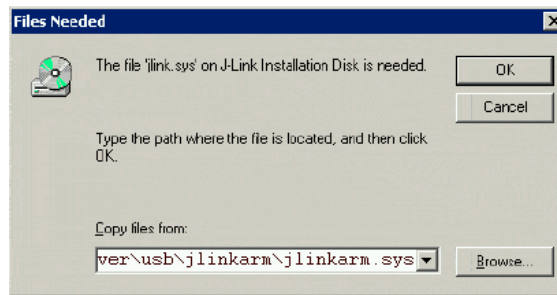 Files Needed
The file 'jlink.sys' on J-Link Installation Disk is needed.
OK
Cancel
Type the path where the file is located, and then click
OK.
Copy files from:
ver\usb\jlinkarm\jlinkarm.sys
Browse...